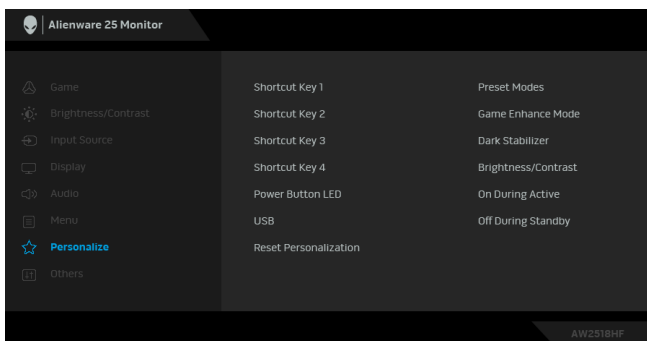 Alienware 25 Monitor
Game
Brightness/Contrast
Input Source
Display
Audio
Menu
Personalize
Others
Shortcut Key 1 Preset Modes
Shortcut Key 2 Game Enhance Mode
Shortcut Key 3 Dark Stabilizer
Shortcut Key 4 Brightness/Contrast
Power Button LED On During Active
USB Off During Standby
Reset Personalization
AW2518HF